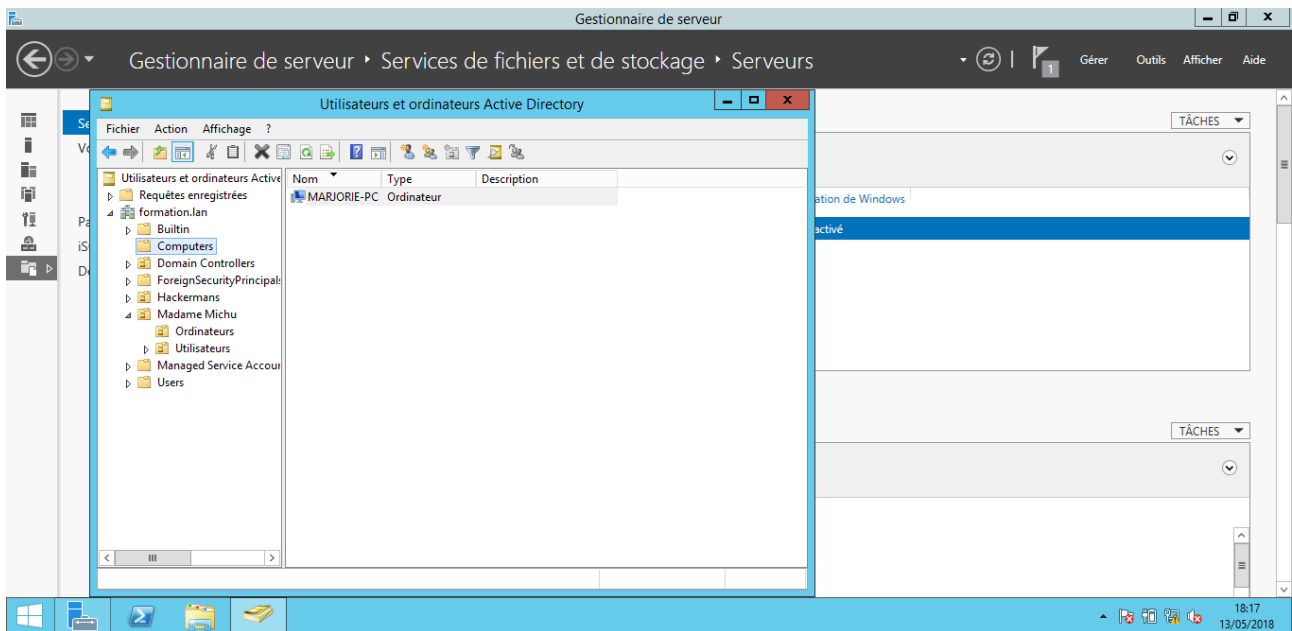 Gestionnaire de serveur
Gestionnaire de serveur ‣ Services de fichiers et de stockage ‣ Serveurs
1
Gérer Outils Afficher Aide
Se
Vo
Pa
iS
De
TÂCHES
ation de Windows
activé
TÂCHES
Utilisateurs et ordinateurs Active Directory
Fichier Action Affichage ?
Utilisateurs et ordinateurs Active
Requêtes enregistrées
formation.lan
Builtin
Computers
Domain Controllers
ForeignSecurityPrincipals
Hackermans
Madame Michu
Ordinateurs
Utilisateurs
Managed Service Accour
Users
Nom Type Description
MARJORIE-PC Ordinateur
18:17
13/05/2018